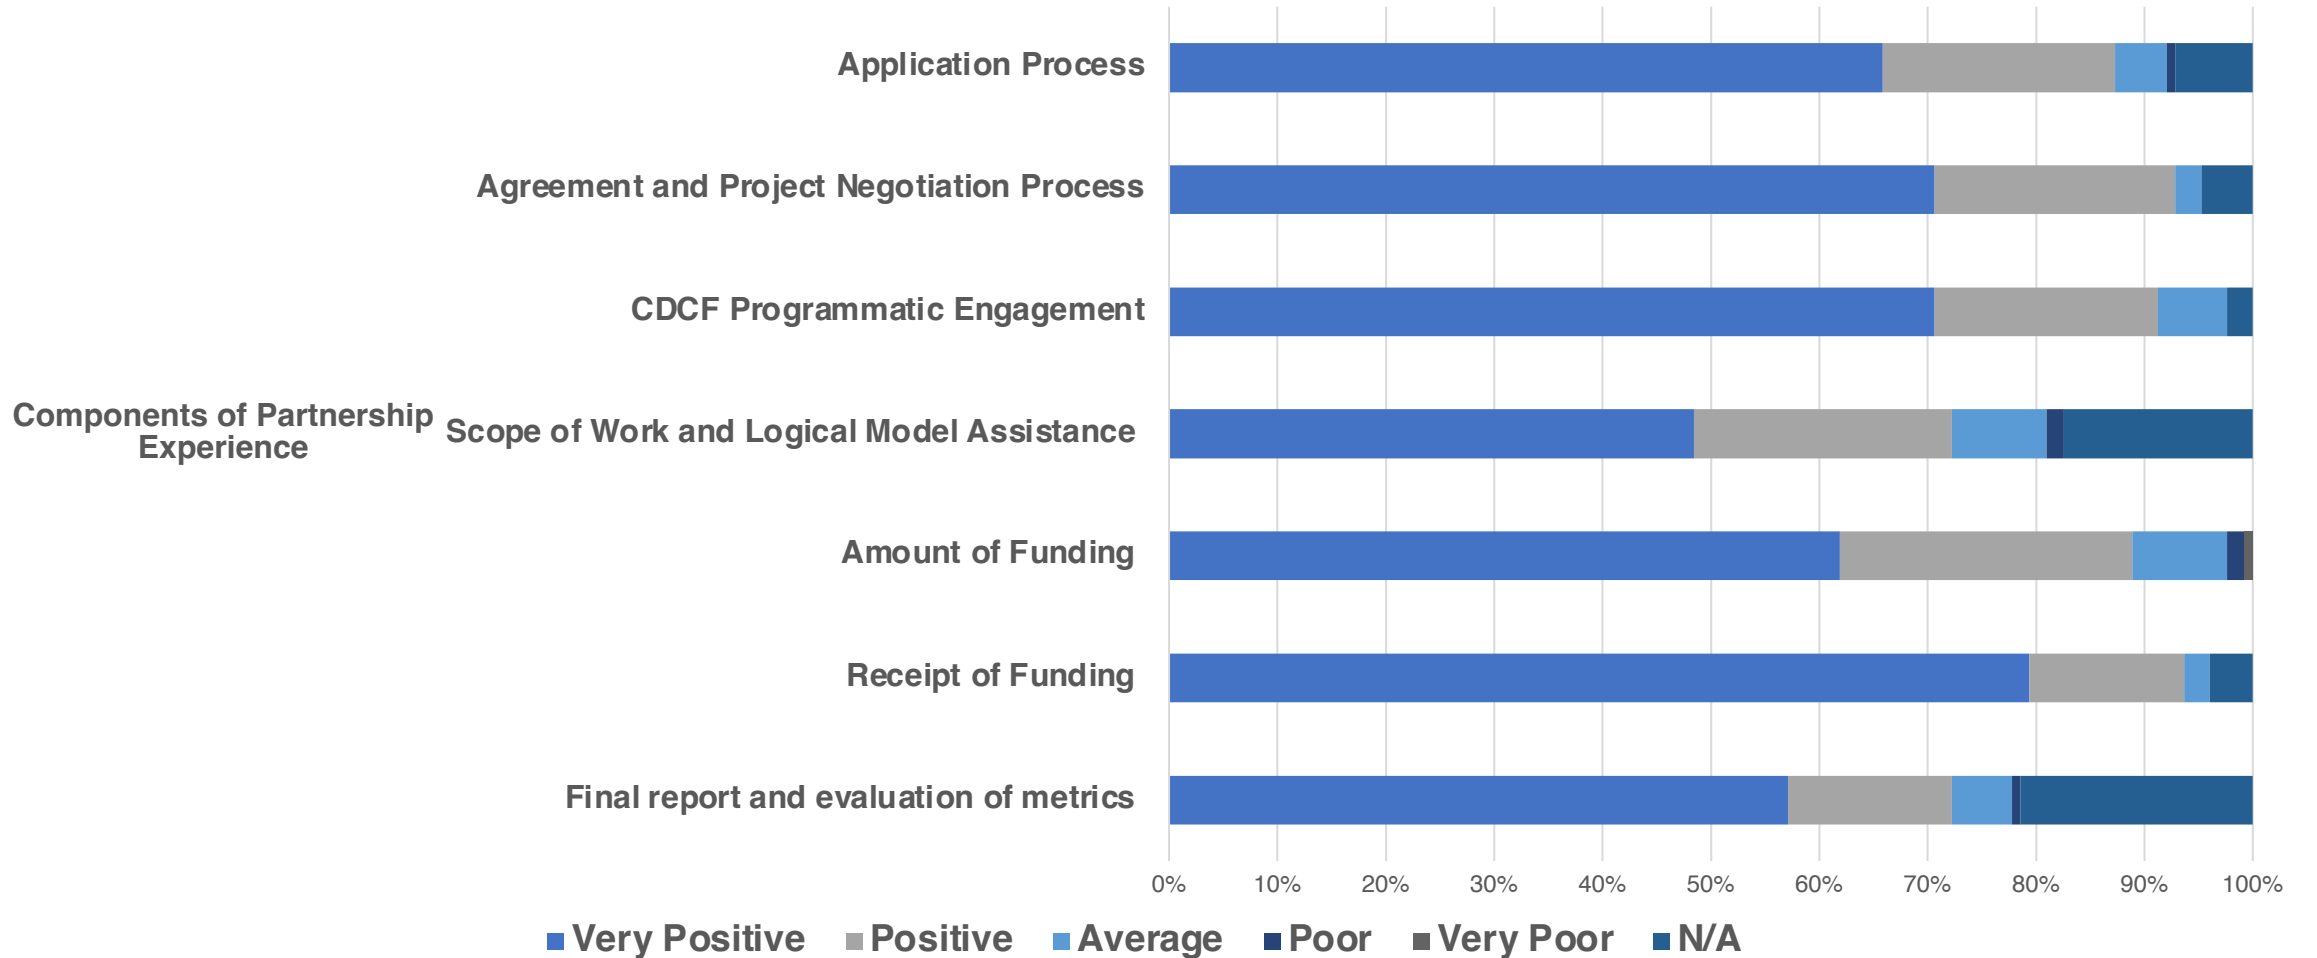 Application Process
Agreement and Project Negotiation Process
CDCF Programmatic Engagement
Components of Partnership
Experience
Scope of Work and Logical Model Assistance
Amount of Funding
Receipt of Funding
Final report and evaluation of metrics
0% 10% 20% 30% 40% 50% 60% 70% 80% 90% 100%
Very Positive Positive Average Poor Very Poor N/A